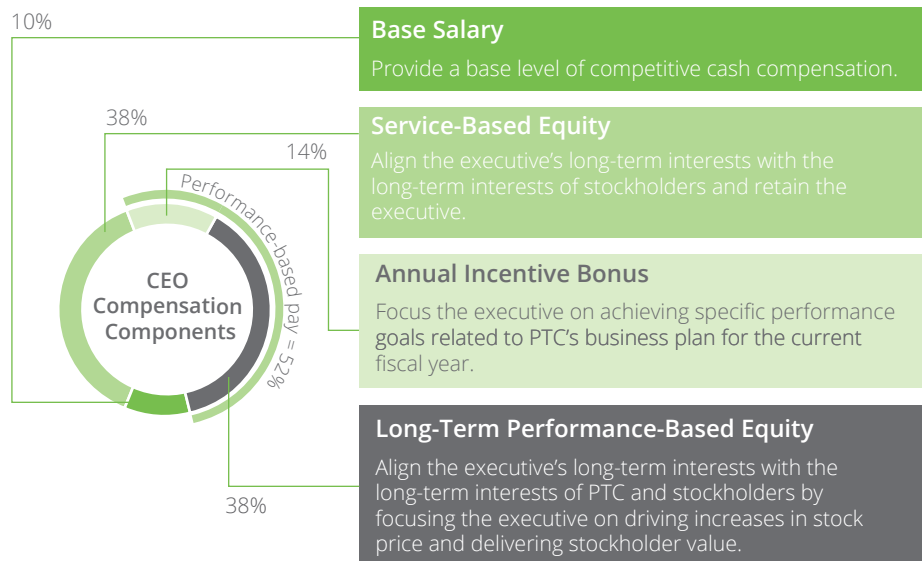 10%
Base Salary
Provide a base level of competitive cash compensation.
38%
Service-Based Equity
Align the executive's long-term interests with the
long-term interests of stockholders and retain the
executive.
14%
Performance-based pay = 52%
CEO
Compensation
Components
Annual Incentive Bonus
Focus the executive on achieving specific performance
goals related to PTC's business plan for the current
fiscal year.
38%
Long-Term Performance-Based Equity
Align the executive's long-term interests with the
long-term interests of PTC and stockholders by
focusing the executive on driving increases in stock
price and delivering stockholder value.